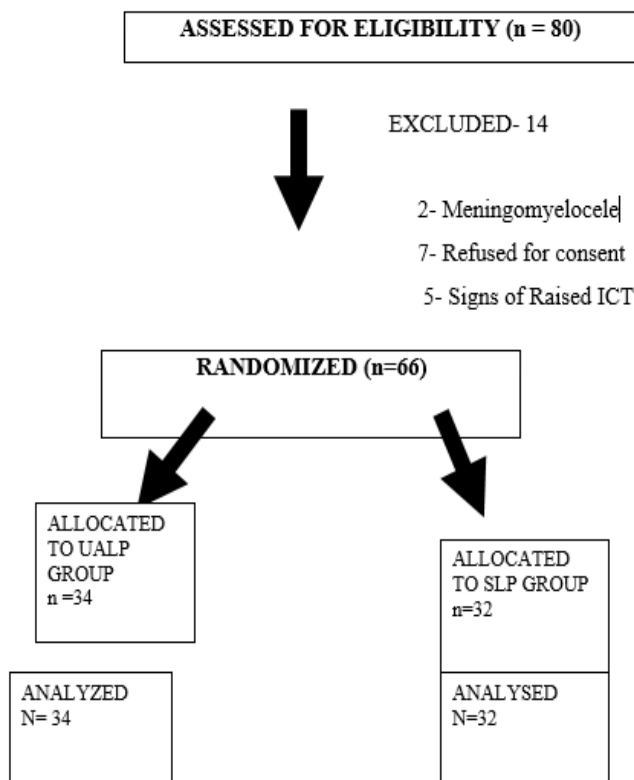 ASSESSED FOR ELIGIBILITY (n = 80)
EXCLUDED- 14
2- Meningomyelocele
7- Refused for consent
5- Signs of Raised ICT
RANDOMIZED (n=66)
ALLOCATED
TO UALP
GROUP
n =34
ALLOCATED
TO SLP GROUP
n=32
ANALYZED
N= 34
ANALYSED
N=32